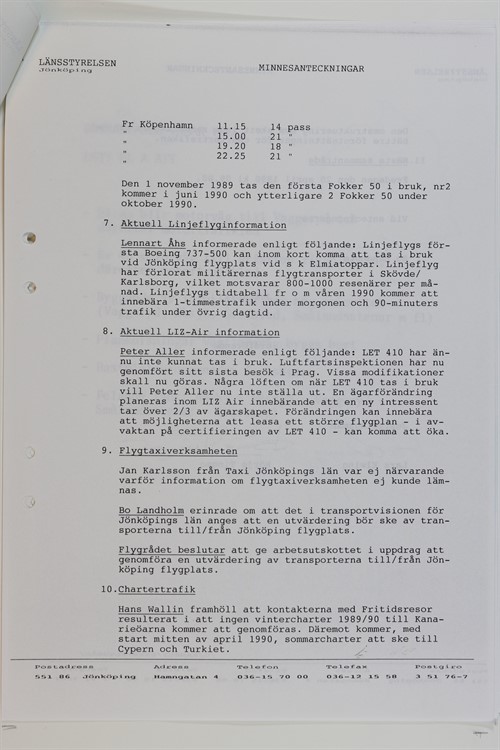 LÄNSSTYRELSEN
Jönköping
MINNESANTECKNINGAR
Fr Köpenhamn 11.15 14 pass
" 15.00 21 "
" 19.20 18 "
" 22.25 21 "
Den 1 november 1989 tas den första Fokker 50 i bruk, nr2
kommer i juni 1990 och ytterligare 2 Fokker 50 under
oktober 1990.
7. Aktuell Linjeflyginformation
Lennart Åhs informerade enligt följande: Linjeflygs för-
sta Boeing 737-500 kan inom kort komma att tas i bruk
vid Jönköping flygplats vid s k Elmiatoppar. Linjeflyg
har förlorat militärernas flygtransporter i Skövde/
Karlsborg, vilket motsvarar 800-1000 resenärer per må-
nad. Linjeflygs tidtabell fr o m våren 1990 kommer att
innebära 1-timmestrafik under morgonen och 90-minuters
trafik under övrig dagtid.
8. Aktuell LIZ-Air information
Peter Aller informerade enligt följande: LET 410 har än-
nu inte kunnat tas i bruk. Luftfartsinspektionen har nu
genomfört sitt sista besök i Prag. Vissa modifikationer
skall nu göras. Några löften om när LET 410 tas i bruk
vill Peter Aller nu inte ställa ut. En ägarförändring
planeras inom LIZ Air innebärande att en ny intressent
tar över 2/3 av ägarskapet. Förändringen kan innebära
att möjligheterna att leasa ett större flygplan - i av-
vaktan på certifieringen av LET 410 - kan komma att öka.
9. Flygtaxiverksamheten
Jan Karlsson från Taxi Jönköpings län var ej närvarande
varför information om flygtaxiverksamheten ej kunde läm-
nas.
Bo Landholm erinrade om att det i transportvisionen för
Jönköpings län anges att en utvärdering bör ske av tran-
sporterna till/från Jönköping flygplats.
Flygrådet beslutar att ge arbetsutskottet i uppdrag att
genomföra en utvärdering av transporterna till/från Jön-
köping flygplats.
10.Chartertrafik
Hans Wallin framhöll att kontakterna med Fritidsresor
resulterat i att ingen vintercharter 1989/90 till Kana-
rieöarna kommer att genomföras. Däremot kommer, med
start mitten av april 1990, sommarcharter att ske till
Cypern och Turkiet.
Postadress Adress Telefon Telefax Postgiro
551 86 Jönköping Hamngatan 4 036-15 70 00 036-12 15 58 3 51 76-7